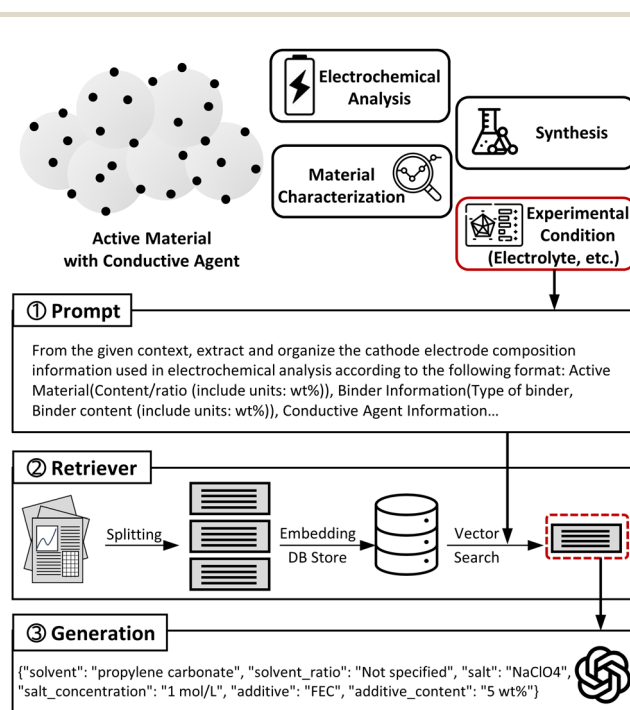 Electrochemical
Analysis
Synthesis
Material
Characterization
Active Material
with Conductive Agent
Experimental
Condition
(Electrolyte, etc.)
① Prompt
From the given context, extract and organize the cathode electrode composition
information used in electrochemical analysis according to the following format: Active
Material(Content/ratio (include units: wt%)), Binder Information(Type of binder,
Binder content (include units: wt%)), Conductive Agent Information...
② Retriever
Splitting
Embedding
DB Store
Vector
Search
③ Generation
{"solvent": "propylene carbonate", "solvent_ratio": "Not specified", "salt": "NaClO4",
"salt_concentration": "1 mol/L", "additive": "FEC", "additive_content": "5 wt%"}